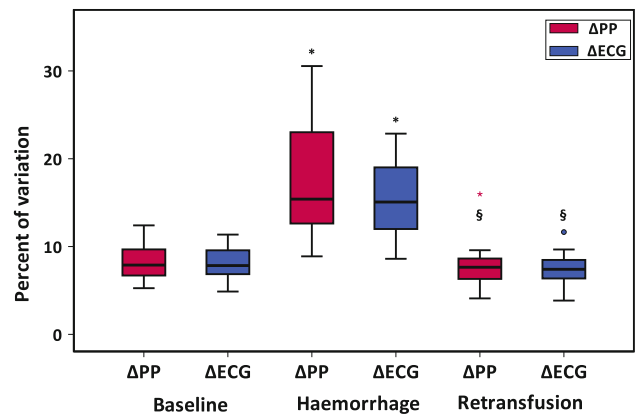 ΔPP
ΔECG
Percent of variation
30
20
10
0
*
*
*
§
§
ΔPP ΔECG ΔPP ΔECG ΔPP ΔECG
Baseline Haemorrhage Retransfusion